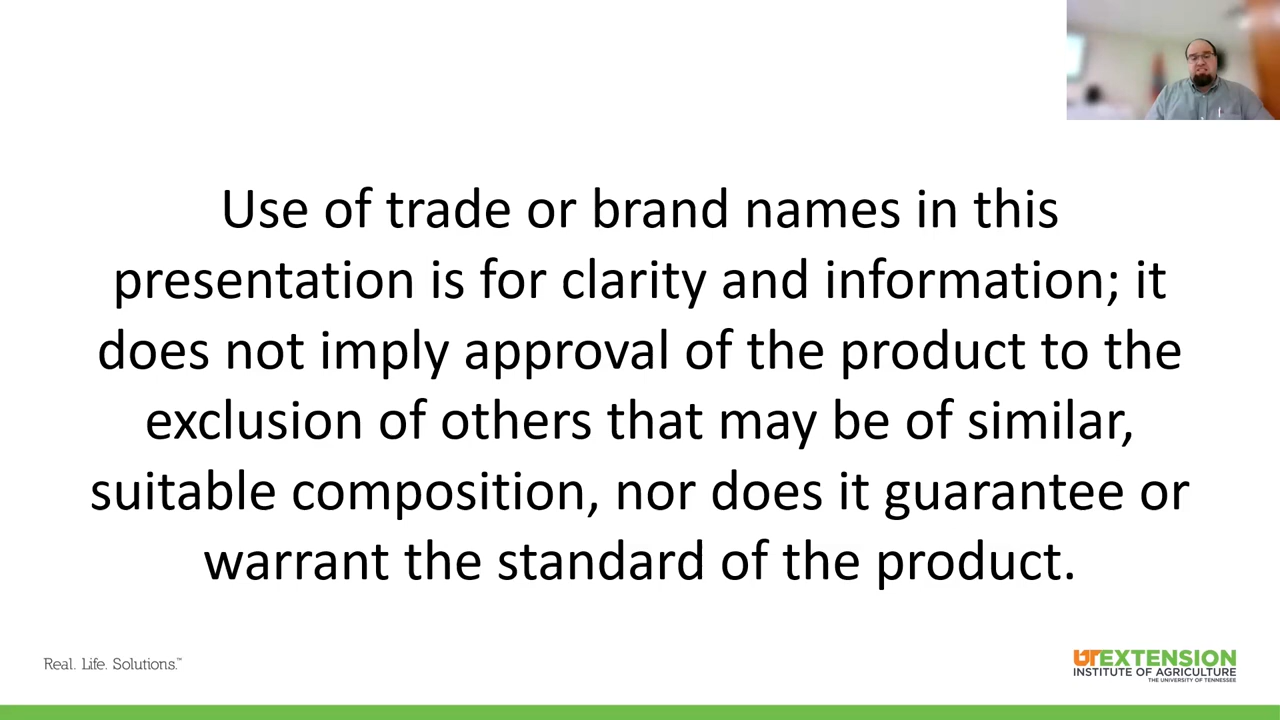 Use of trade or brand names in this
presentation is for clarity and information; it
does not imply approval of the product to the
exclusion of others that may be of similar,
suitable composition, nor does it guarantee or
warrant the standard of the product.
Real. Life. Solutions.™
UTEXTENSION
INSTITUTE OF AGRICULTURE
THE UNIVERSITY OF TENNESSEE